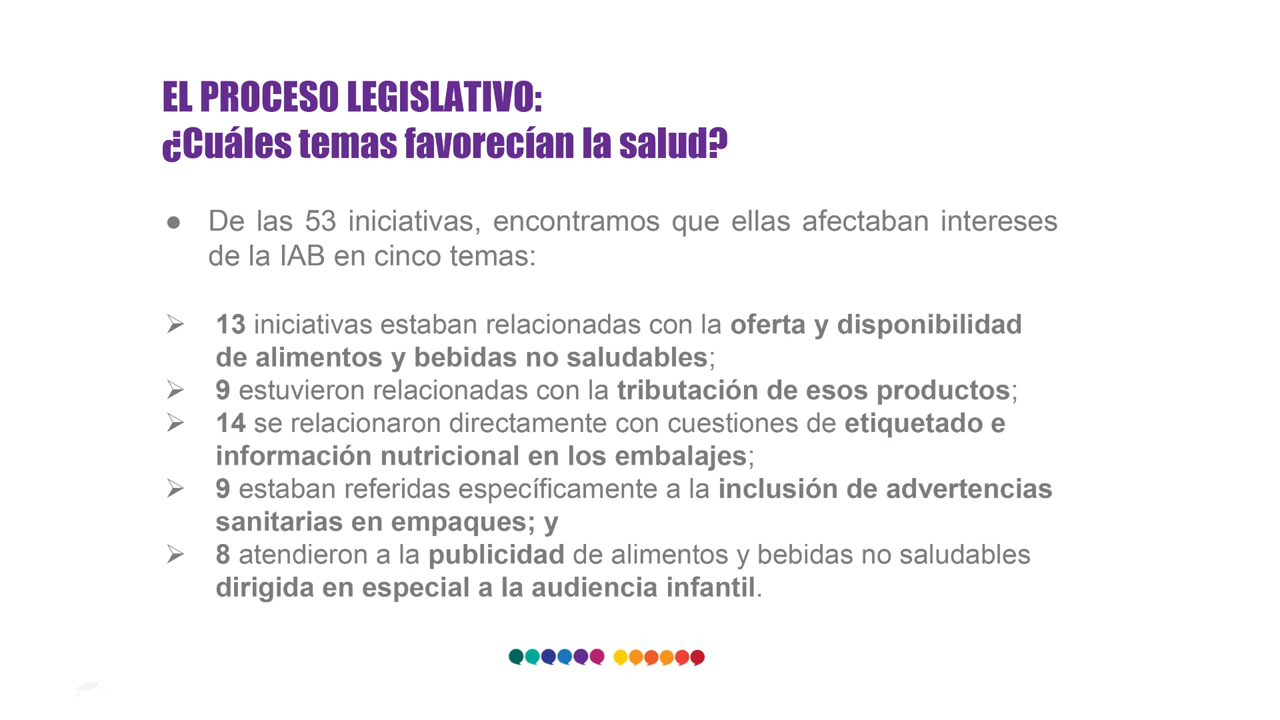 EL PROCESO LEGISLATIVO:
¿Cuáles temas favorecían la salud?
● De las 53 iniciativas, encontramos que ellas afectaban intereses
de la IAB en cinco temas:
➢ 13 iniciativas estaban relacionadas con la oferta y disponibilidad
de alimentos y bebidas no saludables;
➢ 9 estuvieron relacionadas con la tributación de esos productos;
➢ 14 se relacionaron directamente con cuestiones de etiquetado e
información nutricional en los embalajes;
➢ 9 estaban referidas específicamente a la inclusión de advertencias
sanitarias en empaques; y
➢ 8 atendieron a la publicidad de alimentos y bebidas no saludables
dirigida en especial a la audiencia infantil.